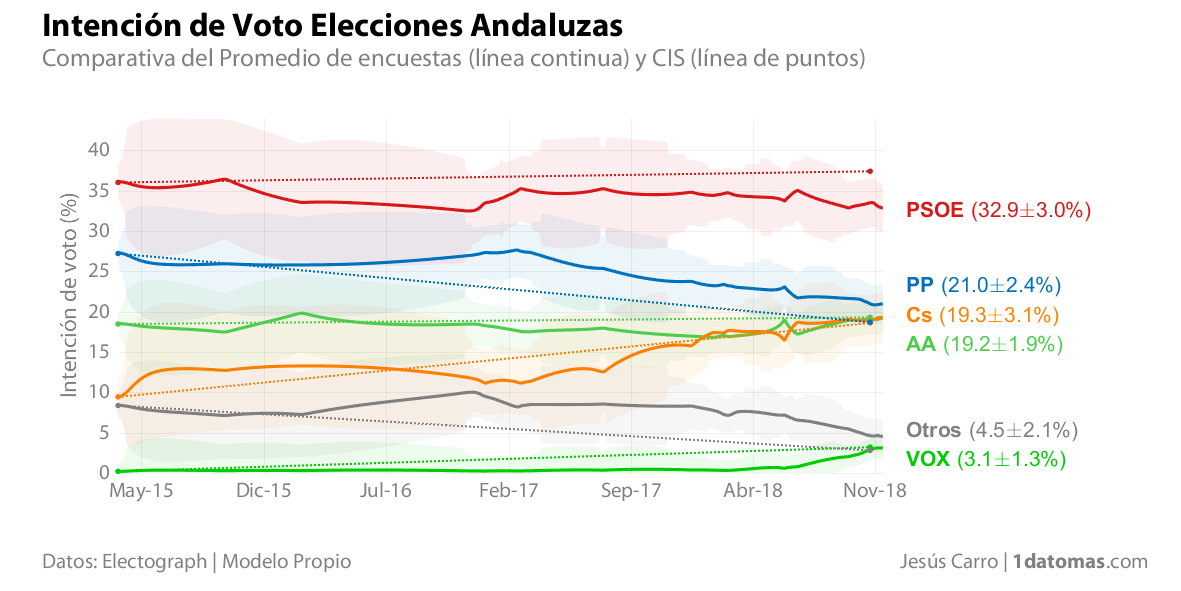 Intención de Voto Elecciones Andaluzas
Comparativa del Promedio de encuestas (línea continua) y CIS (línea de puntos)
Intención de voto (%)
40
35
30
25
20
15
10
5
0
May-15
Dic-15
Jul-16
Feb-17
Sep-17
Abr-18
Nov-18
PSOE (32.9±3.0%)
PP (21.0±2.4%)
Cs (19.3±3.1%)
AA (19.2±1.9%)
Otros (4.5±2.1%)
VOX (3.1±1.3%)
Datos: Electograph | Modelo Propio
Jesús Carro | 1datomas.com